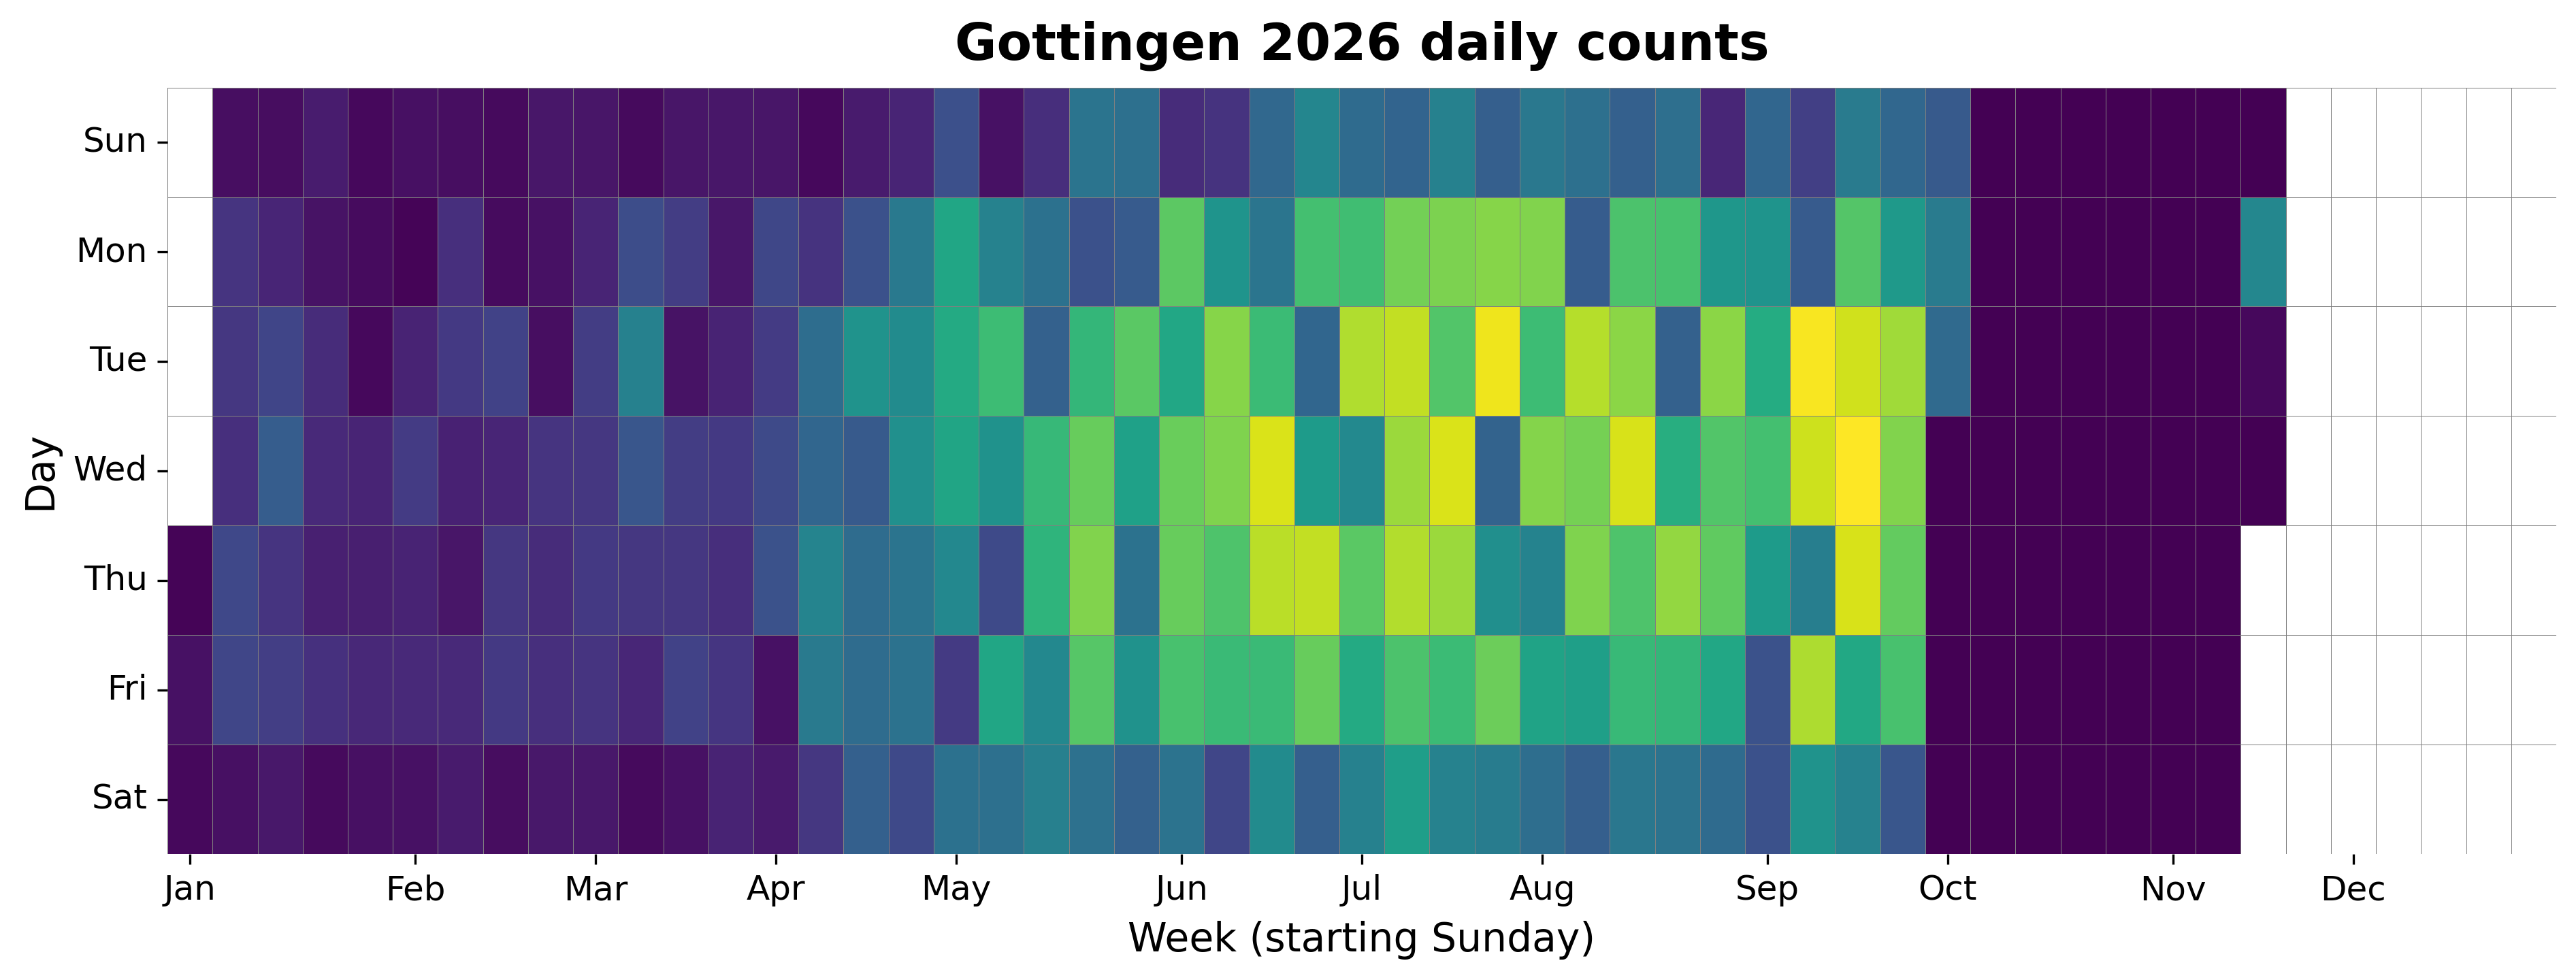 Gottingen 2026 daily counts
Day
Sun
Mon
Tue
Wed
Thu
Fri
Sat
Jan Feb Mar Apr May Jun Jul Aug Sep Oct Nov Dec
Week (starting Sunday)